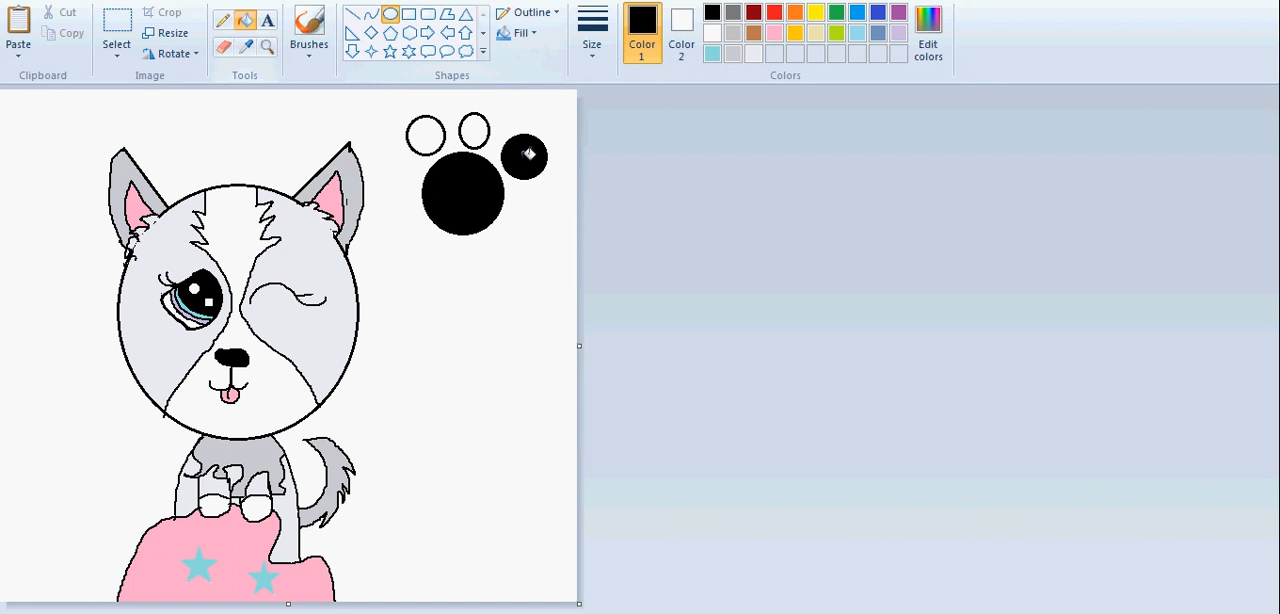 Paste
Cut
Copy
Clipboard
Select
Crop
Resize
Rotate
Image
A
Tools
Brushes
Outline
Fill
Shapes
Size
Color 1
Color 2
Edit colors
Colors